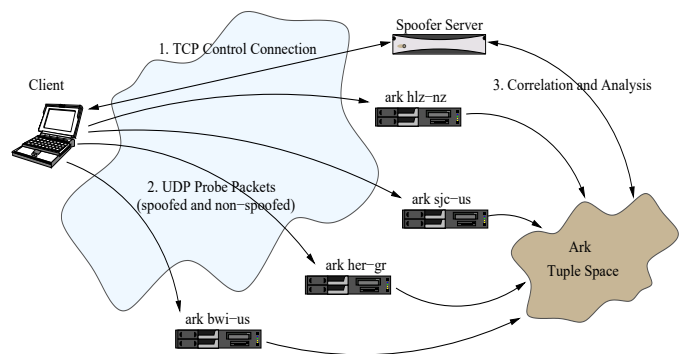 Spoofer Server
1. TCP Control Connection
Client
3. Correlation and Analysis
ark hlz−nz
2. UDP Probe Packets
(spoofed and non−spoofed)
ark sjc−us
Ark
Tuple Space
ark her−gr
ark bwi−us